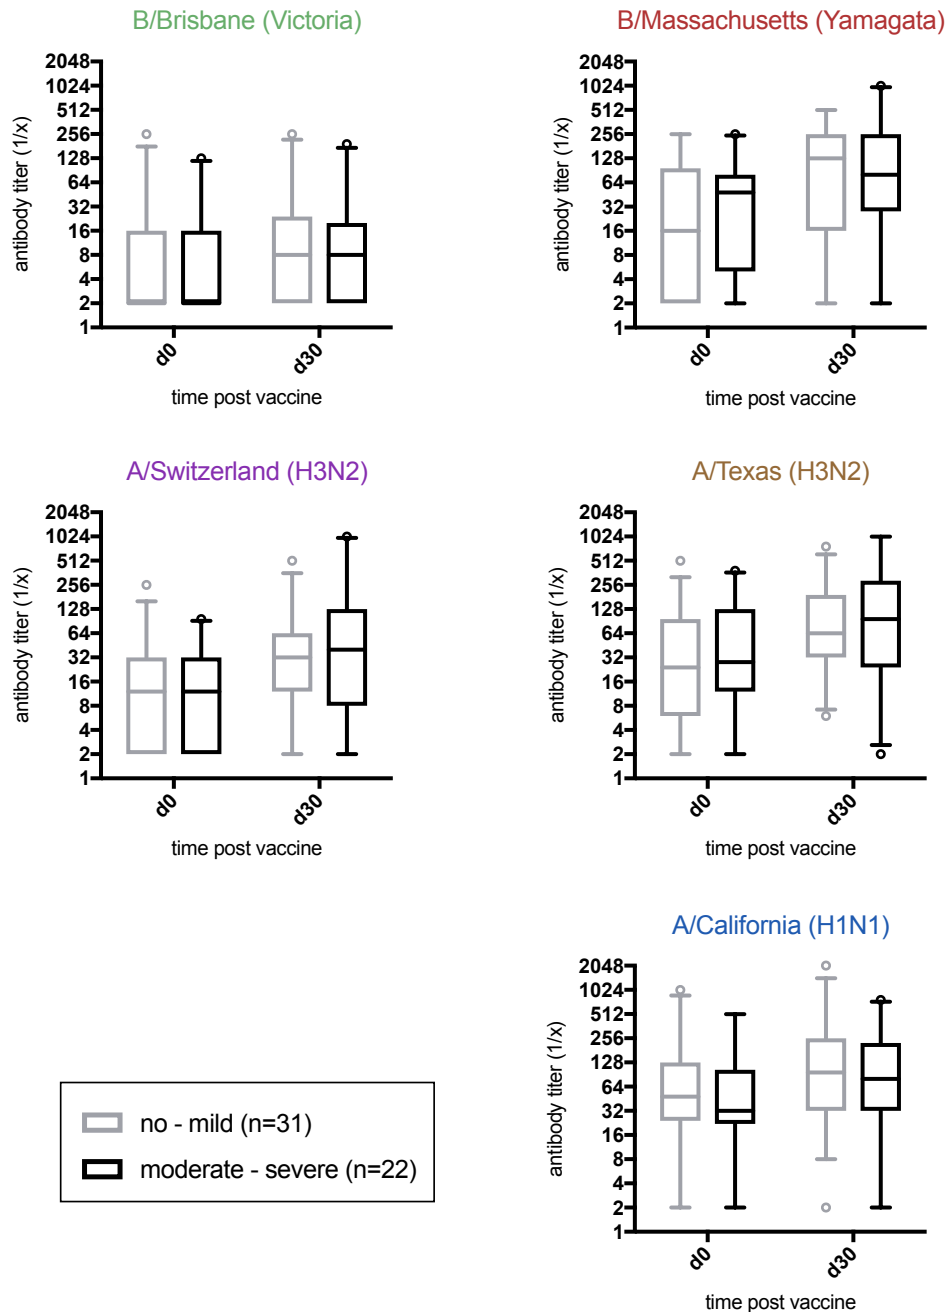 B/Brisbane (Victoria)
antibody titer (1/x)
2048
1024
512
256
128
64
32
16
8
4
2
1
d0
d30
time post vaccine
B/Massachusetts (Yamagata)
antibody titer (1/x)
2048
1024
512
256
128
64
32
16
8
4
2
1
d0
d30
time post vaccine
A/Switzerland (H3N2)
antibody titer (1/x)
2048
1024
512
256
128
64
32
16
8
4
2
1
d0
d30
time post vaccine
A/Texas (H3N2)
antibody titer (1/x)
2048
1024
512
256
128
64
32
16
8
4
2
1
d0
d30
time post vaccine
A/California (H1N1)
antibody titer (1/x)
2048
1024
512
256
128
64
32
16
8
4
2
1
d0
d30
time post vaccine
no - mild (n=31)
moderate - severe (n=22)